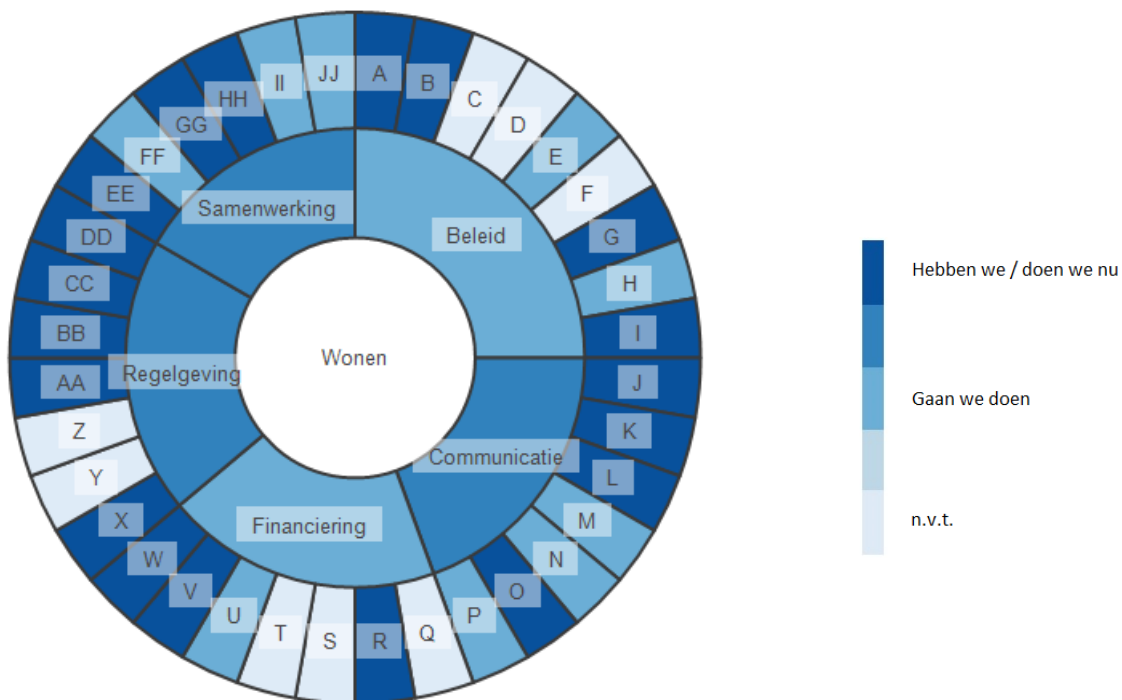 A
B
C
D
E
F
G
H
I
J
K
L
M
N
O
P
Q
R
S
T
U
V
W
X
Y
Z
AA
BB
CC
DD
EE
FF
GG
HH
II
JJ
Samenwerking
Beleid
Wonen
Regelgeving
Communicatie
Financiering
Hebben we / doen we nu
Gaan we doen
n.v.t.